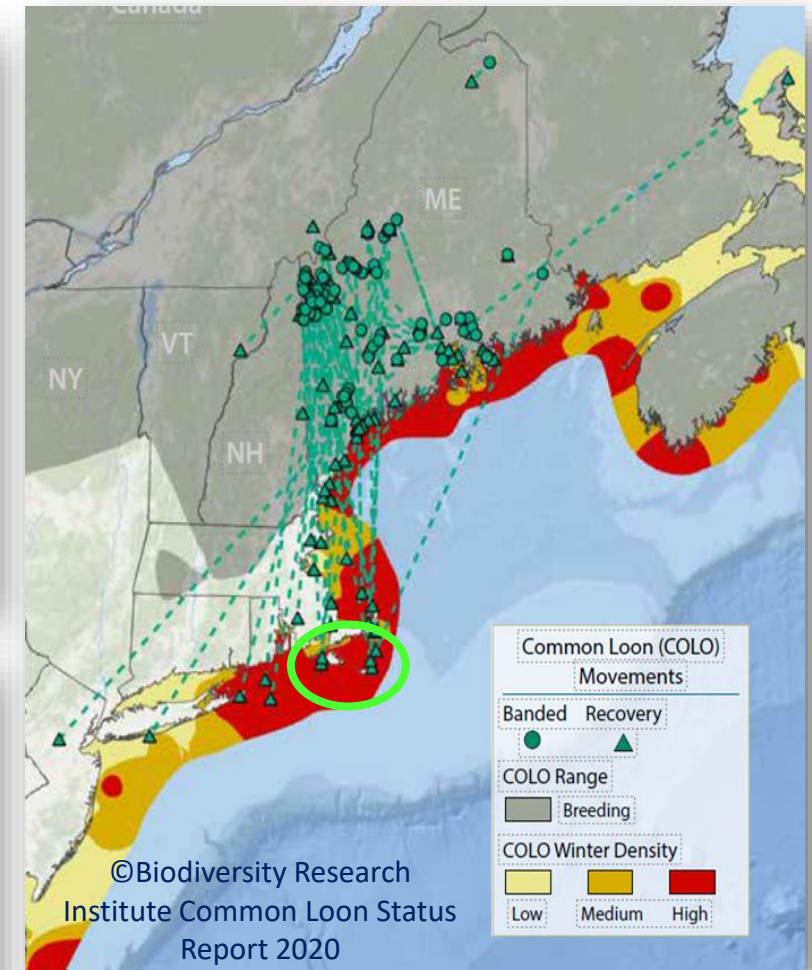 Canada
ME
VT
NY
NH
Common Loon (COLO)
Movements
Banded Recovery
COLO Range
Breeding
COLO Winter Density
Low Medium High
©Biodiversity Research
Institute Common Loon Status
Report 2020